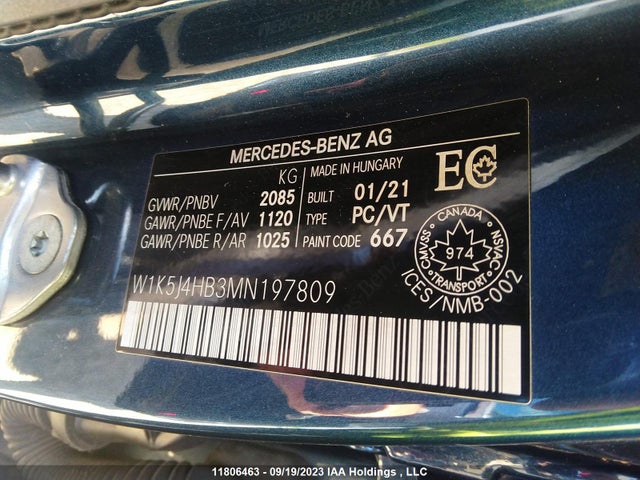 MERCEDES-BENZ AG
KG
GVWR/PNBV 2085
GAWR/PNBE F/AV 1120
GAWR/PNBE R/AR 1025
MADE IN HUNGARY
BUILT 01/21
TYPE PC/VT
PAINT CODE 667
EC
CANADA
CMVSS 974 NSVAC
TRANSPORT
ICES/NMB-002
W1K5J4HB3MN197809
11806463 - 09/19/2023 IAA Holdings , LLC